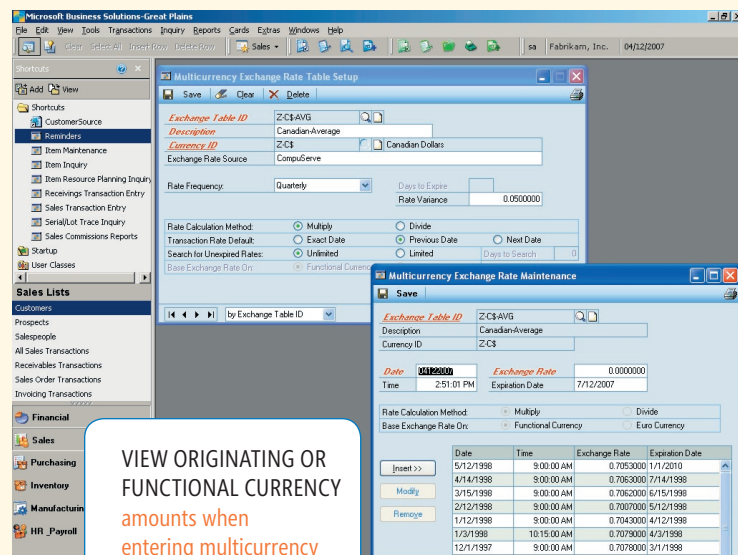 Microsoft Business Solutions-Great Plains
File Edit View Tools Transactions Inquiry Reports Cards Extras Windows Help
Clear Select All Insert Row Delete Row Sales sa Fabrikam, Inc. 04/12/2007
Shortcuts
Add View
Shortcuts
CustomerSource
Reminders
Item Maintenance
Item Inquiry
Item Resource Planning Inquiry
Receivings Transaction Entry
Sales Transaction Entry
Serial/Lot Trace Inquiry
Sales Commissions Reports
Startup
User Classes
Sales Lists
Customers
Prospects
Salespeople
All Sales Transactions
Receivables Transactions
Sales Order Transactions
Invoicing Transactions
Financial
Sales
Purchasing
Inventory
Manufacturin
HR _Payroll
Multicurrency Exchange Rate Table Setup
Save Clear Delete
Exchange Table ID Z-C$-AVG
Description Canadian-Average
Currency ID Z-C$ Canadian Dollars
Exchange Rate Source CompuServe
Rate Frequency: Quarterly Days to Expire
Rate Variance 0.0500000
Rate Calculation Method: Multiply Divide
Transaction Rate Default: Exact Date Previous Date Next Date
Search for Unexpired Rates: Unlimited Limited Days to Search 0
Base Exchange Rate On: Functional Currenc
by Exchange Table ID
Multicurrency Exchange Rate Maintenance
Save
Exchange Table ID Z-C$-AVG
Description Canadian-Average
Currency ID Z-C$
Date 04122007 Exchange Rate 0.0000000
Time 2:51:01 PM Expiration Date 7/12/2007
Rate Calculation Method: Multiply Divide
Base Exchange Rate On: Functional Currency Euro Currency
Date Time Exchange Rate Expiration Date
Insert >> 5/12/1998 9:00:00 AM 0.7053000 1/1/2010
4/14/1998 9:00:00 AM 0.7063000 7/14/1998
Modify 3/15/1998 9:00:00 AM 0.7062000 6/15/1998
2/12/1998 9:00:00 AM 0.7007000 5/12/1998
Remove 1/12/1998 9:00:00 AM 0.7043000 4/12/1998
1/3/1998 10:15:00 AM 0.7079000 4/3/1998
12/1/1997 9:00:00 AM 0.7078000 3/1/1998
VIEW ORIGINATING OR
FUNCTIONAL CURRENCY
amounts when
entering multicurrency